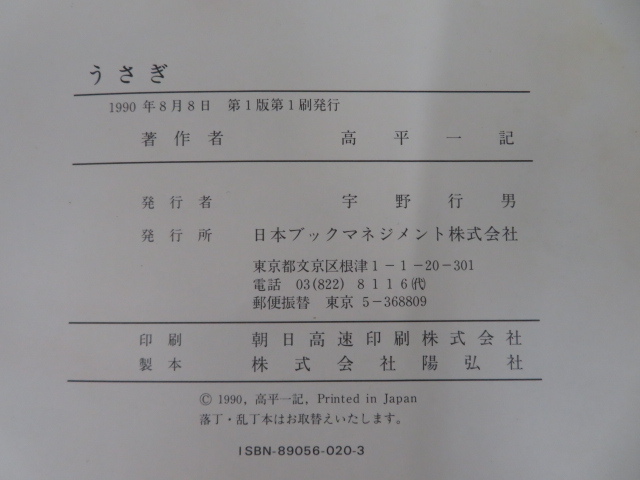 うさぎ
1990 年8月8日 第1版第1刷発行
著作者 高平一記
発行者 宇野行男
発行所 日本ブックマネジメント株式会社
東京都文京区根津1-1-20-301
電話 03(822) 8116㈹
郵便振替 東京 5-368809
印刷 朝日高速印刷株式会社
製本 株式会社陽弘社
© 1990, 高平一記, Printed in Japan
落丁・乱丁本はお取替えいたします。
ISBN-89056-020-3